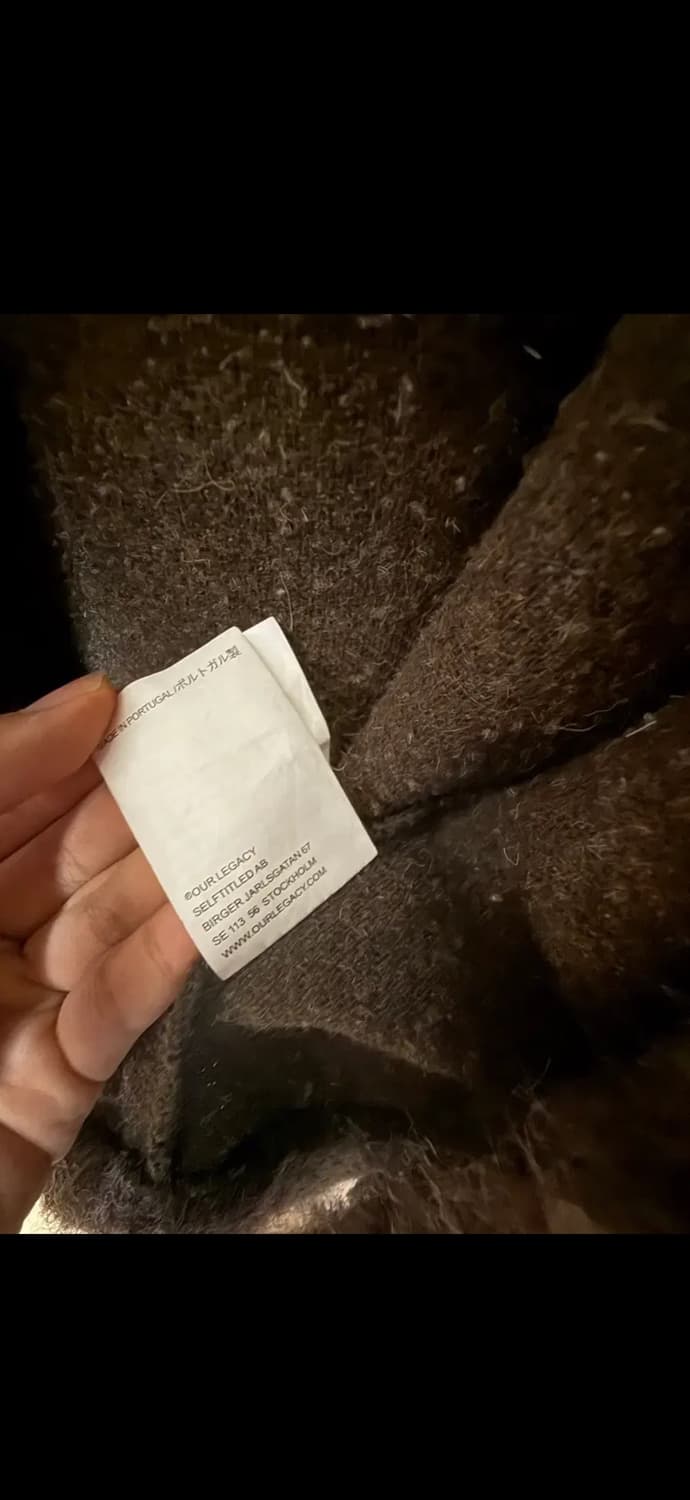 MADE IN PORTUGAL/ポルトガル製
©OUR LEGACY
SELFTITLED AB
BIRGER JARLSGATAN 67
SE 113 56 STOCKHOLM
WWW.OURLEGACY.COM